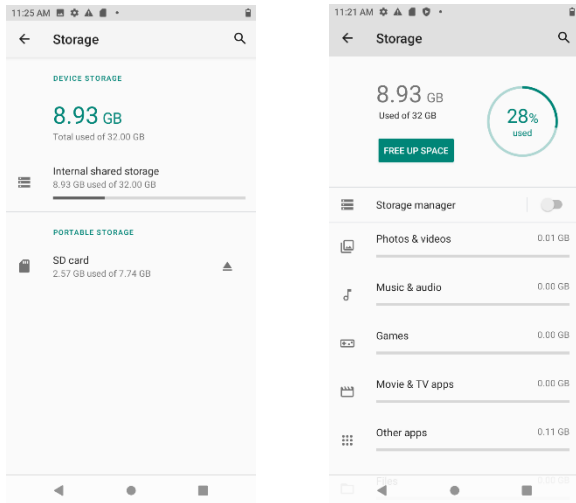 11:25 AM
Storage
DEVICE STORAGE
8.93 GB
Total used of 32.00 GB
Internal shared storage
8.93 GB used of 32.00 GB
PORTABLE STORAGE
SD card
2.57 GB used of 7.74 GB
11:21 AM
Storage
8.93 GB
Used of 32 GB
28%
used
FREE UP SPACE
Storage manager
Photos & videos 0.01 GB
Music & audio 0.00 GB
Games 0.00 GB
Movie & TV apps 0.00 GB
Other apps 0.11 GB
Files